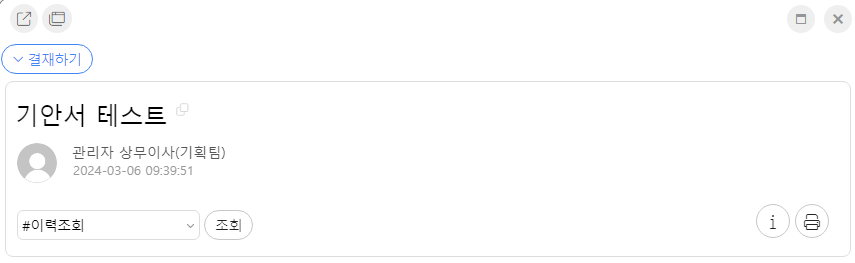 결재하기
기안서 테스트
관리자 상무이사(기획팀)
2024-03-06 09:39:51
#이력조회 조회 i